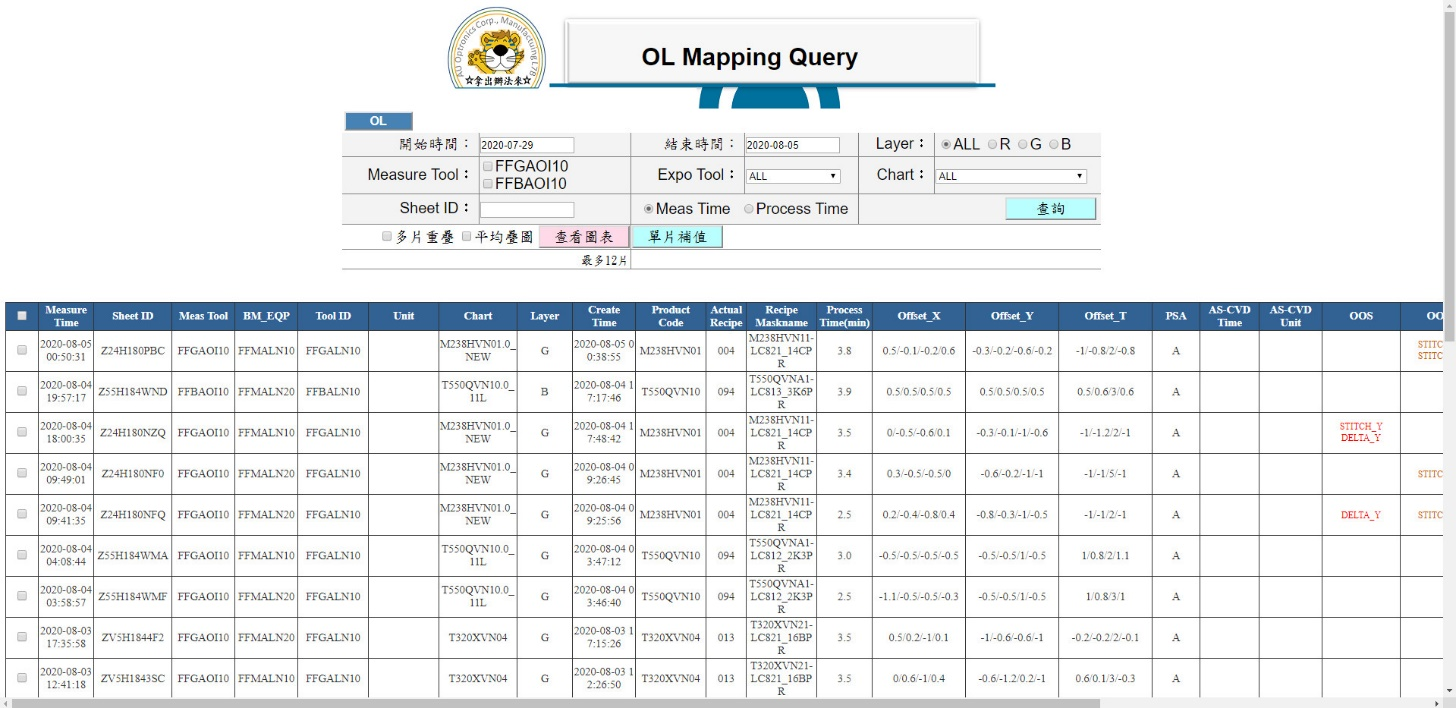 AU Optronics Corp., Manufacturing L7B
☆拿出辦法來☆
OL Mapping Query
OL
開始時間： 2020-07-29 結束時間： 2020-08-05 Layer： ALL R G B
Measure Tool： FFGAOI10 FFBAOI10 Expo Tool： ALL Chart： ALL
Sheet ID： Meas Time Process Time 查詢
多片重疊 平均疊圖 查看圖表 單片補值
最多12片
Measure Time Sheet ID Meas Tool BM_EQP Tool ID Unit Chart Layer Create Time Product Code Actual Recipe Recipe Maskname Process Time(min) Offset_X Offset_Y Offset_T PSA AS-CVD Time AS-CVD Unit OOS OO
2020-08-05 00:50:31 Z24H180PBC FFGAOI10 FFMALN10 FFGALN10 M238HVN01.0_NEW G 2020-08-05 00:38:55 M238HVN01 004 M238HVN11-LC821_14CPR 3.8 0.5/-0.1/-0.2/0.6 -0.3/-0.2/-0.6/-0.2 -1/-0.8/2/-0.8 A STITC STITC
2020-08-04 19:57:17 Z55H184WND FFBAOI10 FFMALN20 FFBALN10 T550QVN10.0_11L B 2020-08-04 17:17:46 T550QVN10 094 T550QVNA1-LC813_3K6PR 3.9 0.5/0.5/0.5/0.5 0.5/0.5/0.5/0.5 0.5/0.6/3/0.6 A
2020-08-04 18:00:35 Z24H180NZQ FFGAOI10 FFMALN10 FFGALN10 M238HVN01.0_NEW G 2020-08-04 17:48:42 M238HVN01 004 M238HVN11-LC821_14CPR 3.5 0/-0.5/-0.6/0.1 -0.3/-0.1/-1/-0.6 -1/-1.2/2/-1 A STITCH_Y DELTA_Y
2020-08-04 09:49:01 Z24H180NF0 FFGAOI10 FFMALN20 FFGALN10 M238HVN01.0_NEW G 2020-08-04 09:26:45 M238HVN01 004 M238HVN11-LC821_14CPR 3.4 0.3/-0.5/-0.5/0 -0.6/-0.2/-1/-1 -1/-1/5/-1 A STITC
2020-08-04 09:41:35 Z24H180NFQ FFGAOI10 FFMALN20 FFGALN10 M238HVN01.0_NEW G 2020-08-04 09:25:56 M238HVN01 004 M238HVN11-LC821_14CPR 2.5 0.2/-0.4/-0.8/0.4 -0.8/-0.3/-1/-0.5 -1/-1/2/-1 A DELTA_Y STITC
2020-08-04 04:08:44 Z55H184WMA FFGAOI10 FFMALN10 FFGALN10 T550QVN10.0_11L G 2020-08-04 03:47:12 T550QVN10 094 T550QVNA1-LC812_2K3PR 3.0 -0.5/-0.5/-0.5/-0.5 -0.5/-0.5/1/-0.5 1/0.8/2/1.1 A
2020-08-04 03:58:57 Z55H184WMF FFGAOI10 FFMALN20 FFGALN10 T550QVN10.0_11L G 2020-08-04 03:46:40 T550QVN10 094 T550QVNA1-LC812_2K3PR 2.5 -1.1/-0.5/-0.5/-0.3 -0.5/-0.5/1/-0.5 1/0.8/3/1 A
2020-08-03 17:35:58 ZV5H1844F2 FFGAOI10 FFMALN20 FFGALN10 T320XVN04 G 2020-08-03 17:15:26 T320XVN04 013 T320XVN21-LC821_16BPR 3.5 0.5/0.2/-1/0.1 -1/-0.6/-0.6/-1 -0.2/-0.2/2/-0.1 A
2020-08-03 12:41:18 ZV5H1843SC FFGAOI10 FFMALN10 FFGALN10 T320XVN04 G 2020-08-03 12:26:50 T320XVN04 013 T320XVN21-LC821_16BPR 3.5 0/0.6/-1/0.4 -0.6/-1.2/0.2/-1 0.6/0.1/3/-0.3 A